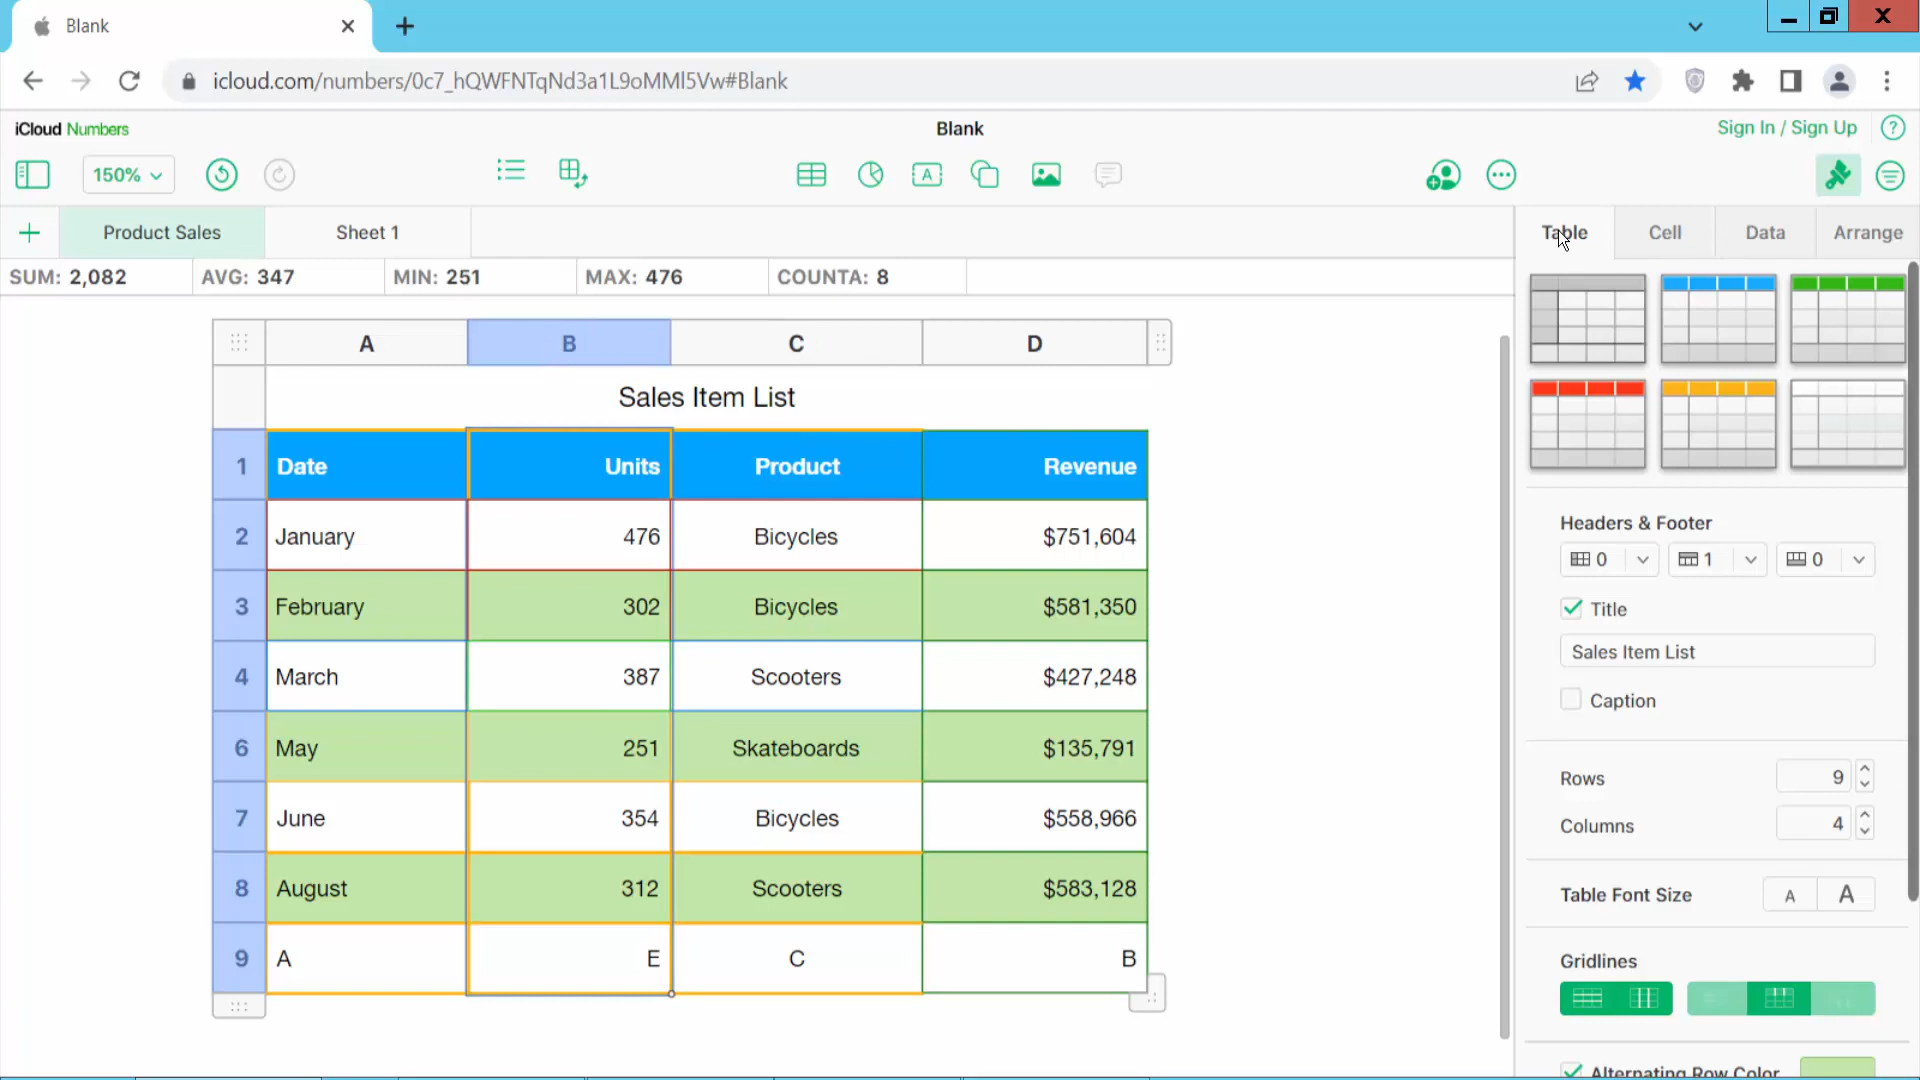 Blank
icloud.com/numbers/0c7_hQWFNTqNd3a1L9oMMl5Vw#Blank
iCloud Numbers
Blank
Sign In / Sign Up
150%
Product Sales
Sheet 1
Table
Cell
Data
Arrange
SUM: 2,082
AVG: 347
MIN: 251
MAX: 476
COUNTA: 8
A B C D
Sales Item List
1 Date Units Product Revenue
2 January 476 Bicycles $751,604
3 February 302 Bicycles $581,350
4 March 387 Scooters $427,248
6 May 251 Skateboards $135,791
7 June 354 Bicycles $558,966
8 August 312 Scooters $583,128
9 A E C B
Headers & Footer
0 1 0
Title
Sales Item List
Caption
Rows 9
Columns 4
Table Font Size A A
Gridlines
Alternating Row Color